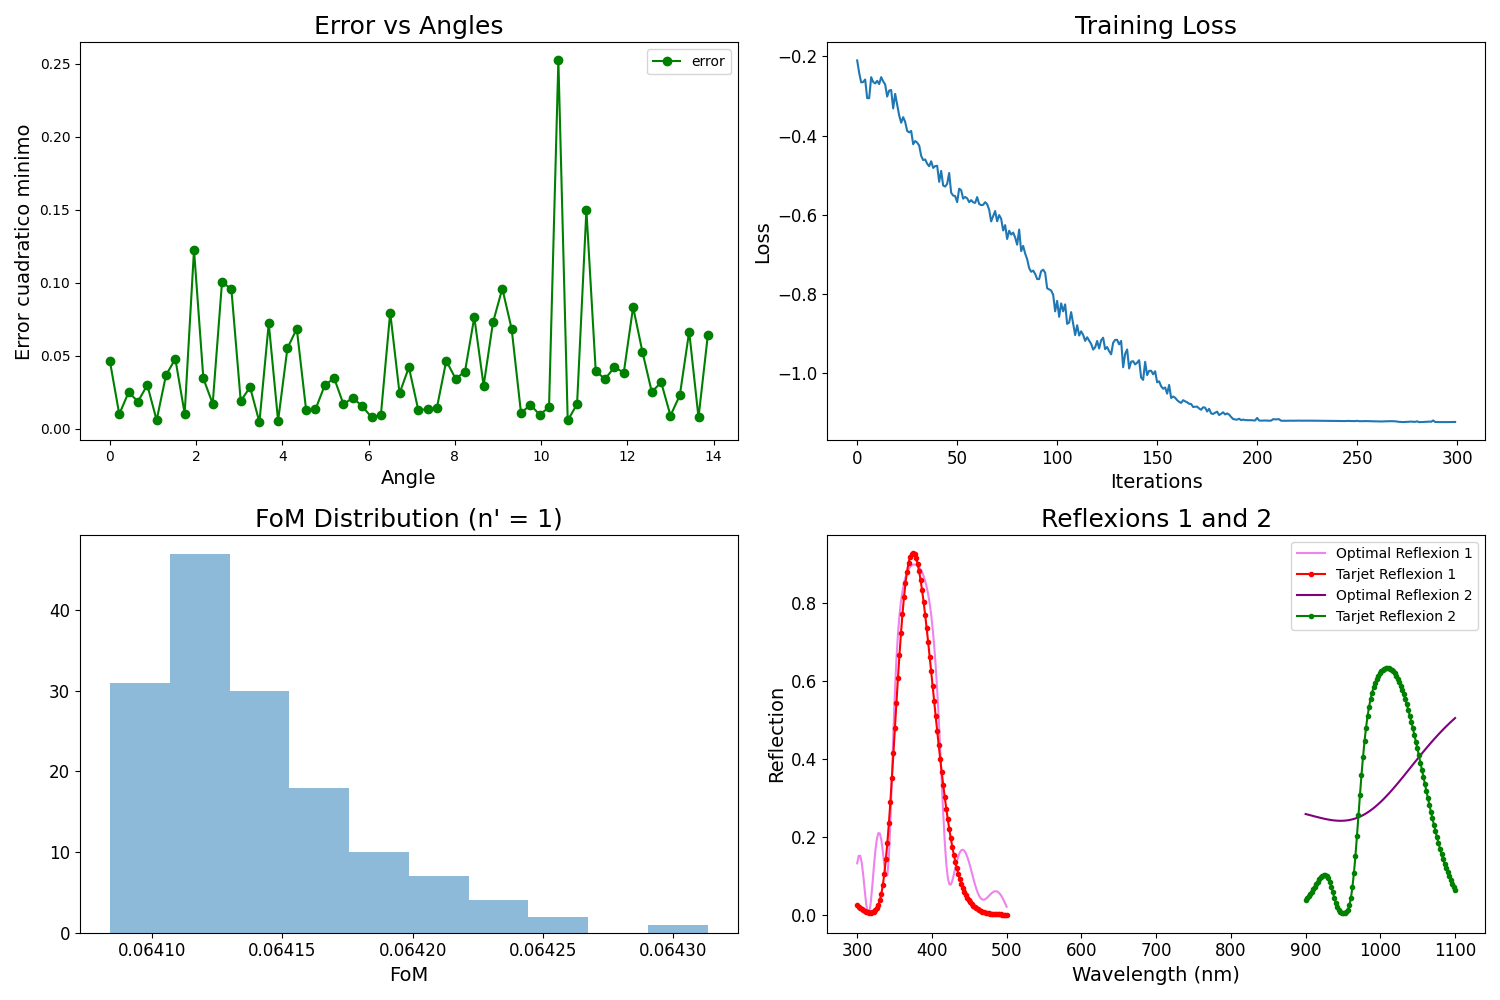 Error vs Angles
Error cuadratico minimo
0.25
0.20
0.15
0.10
0.05
0.00
error
0 2 4 6 8 10 12 14
Angle
Training Loss
Loss
−0.2
−0.4
−0.6
−0.8
−1.0
0 50 100 150 200 250 300
Iterations
FoM Distribution (n' = 1)
40
30
20
10
0
0.06410 0.06415 0.06420 0.06425 0.06430
FoM
Reflexions 1 and 2
Reflection
0.8
0.6
0.4
0.2
0.0
Optimal Reflexion 1
Tarjet Reflexion 1
Optimal Reflexion 2
Tarjet Reflexion 2
300 400 500 600 700 800 900 1000 1100
Wavelength (nm)